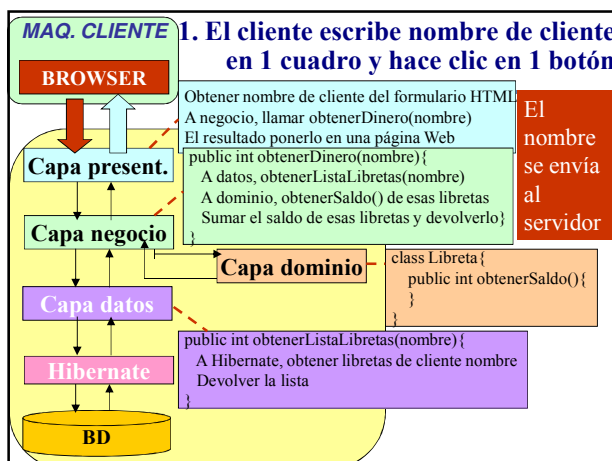 MAQ. CLIENTE
1. El cliente escribe nombre de cliente
en 1 cuadro y hace clic en 1 botón
BROWSER
Obtener nombre de cliente del formulario HTML
A negocio, llamar obtenerDinero(nombre)
El resultado ponerlo en una página Web
El
nombre
se envía
al
servidor
Capa present.
public int obtenerDinero(nombre){
A datos, obtenerListaLibretas(nombre)
A dominio, obtenerSaldo() de esas libretas
Sumar el saldo de esas libretas y devolverlo}
}
Capa negocio
Capa dominio
class Libreta{
public int obtenerSaldo(){
}
}
Capa datos
public int obtenerListaLibretas(nombre){
A Hibernate, obtener libretas de cliente nombre
Devolver la lista
}
Hibernate
BD